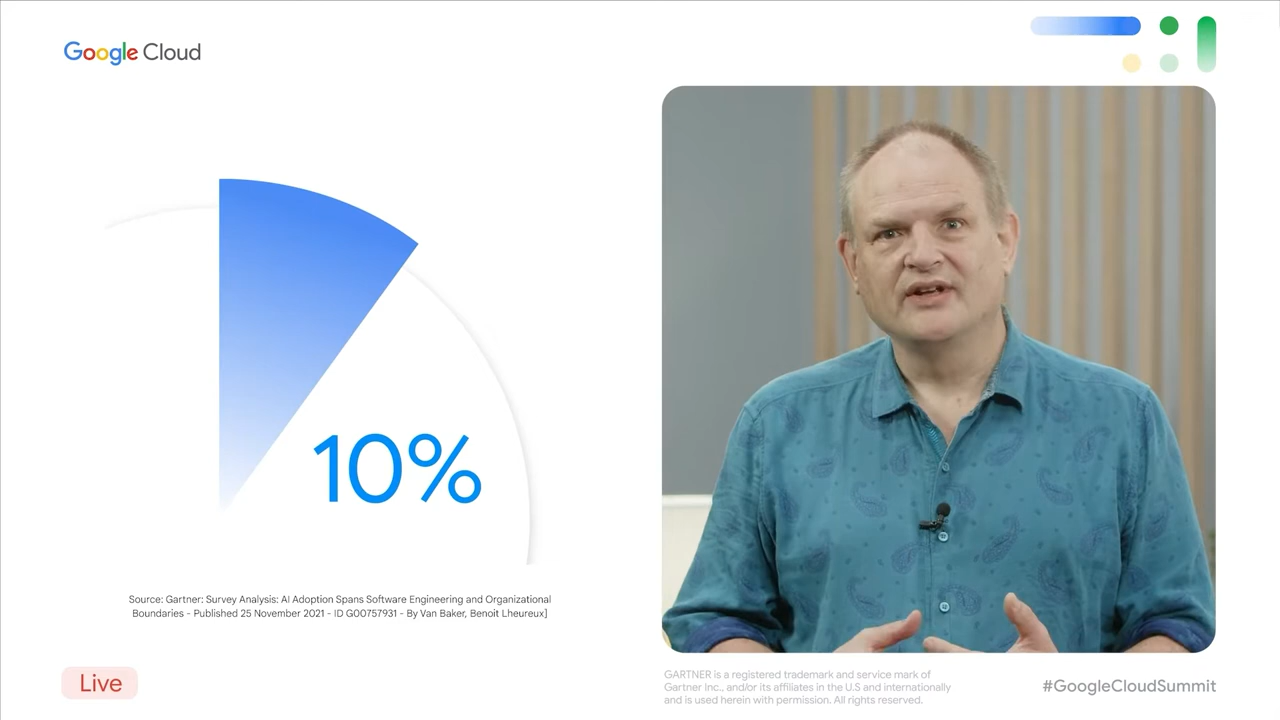 Google Cloud
10%
Source: Gartner: Survey Analysis: AI Adoption Spans Software Engineering and Organizational
Boundaries - Published 25 November 2021 - ID G00757931 - By Van Baker, Benoit Lheureux]
Live
GARTNER is a registered trademark and service mark of
Gartner Inc., and/or its affiliates in the U.S and internationally
and is used herein with permission. All rights reserved.
#GoogleCloudSummit